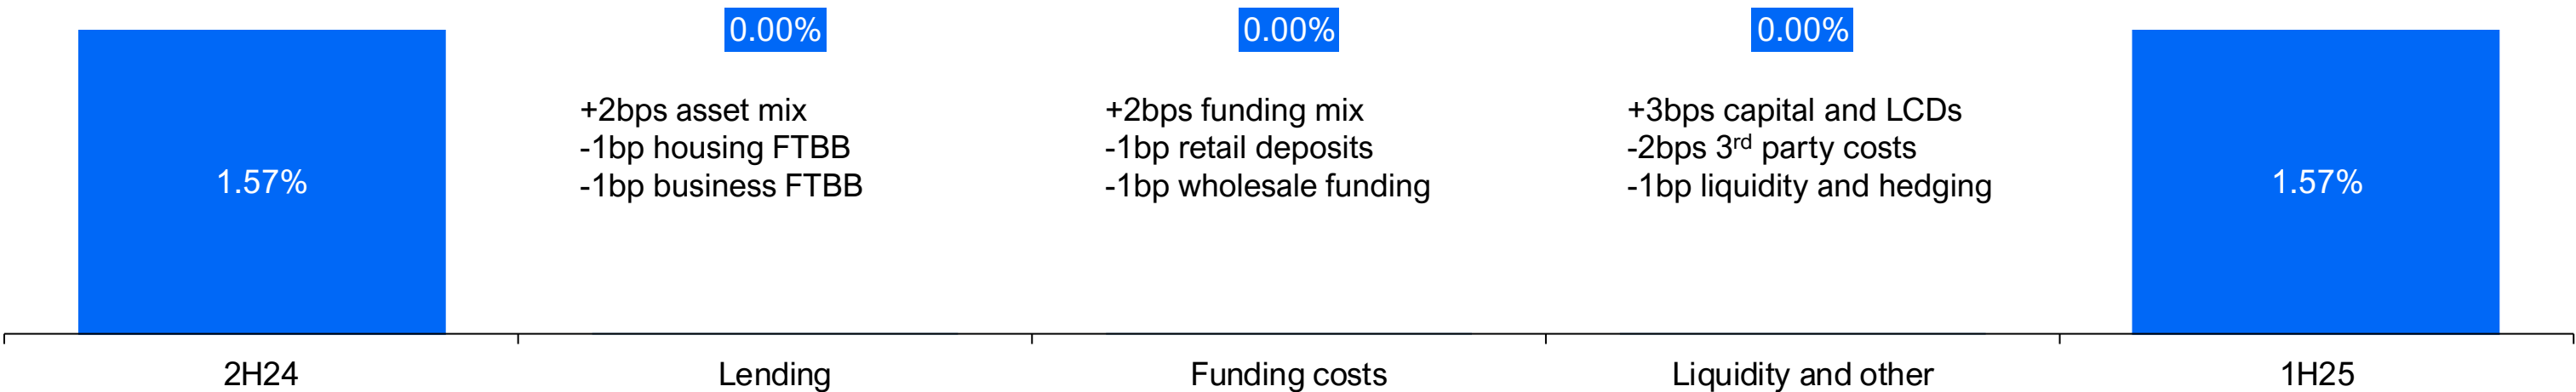 0.00%
0.00%
0.00%
1.57%
+2bps asset mix
-1bp housing FTBB
-1bp business FTBB
+2bps funding mix
-1bp retail deposits
-1bp wholesale funding
+3bps capital and LCDs
-2bps 3rd party costs
-1bp liquidity and hedging
1.57%
2H24
Lending
Funding costs
Liquidity and other
1H25